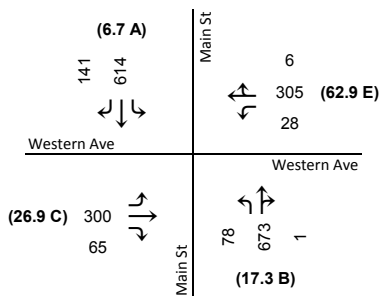 (6.7 A)
Main St
141
614
6
305 (62.9 E)
28
Western Ave
Western Ave
(26.9 C) 300
65
78
673
1
Main St
(17.3 B)